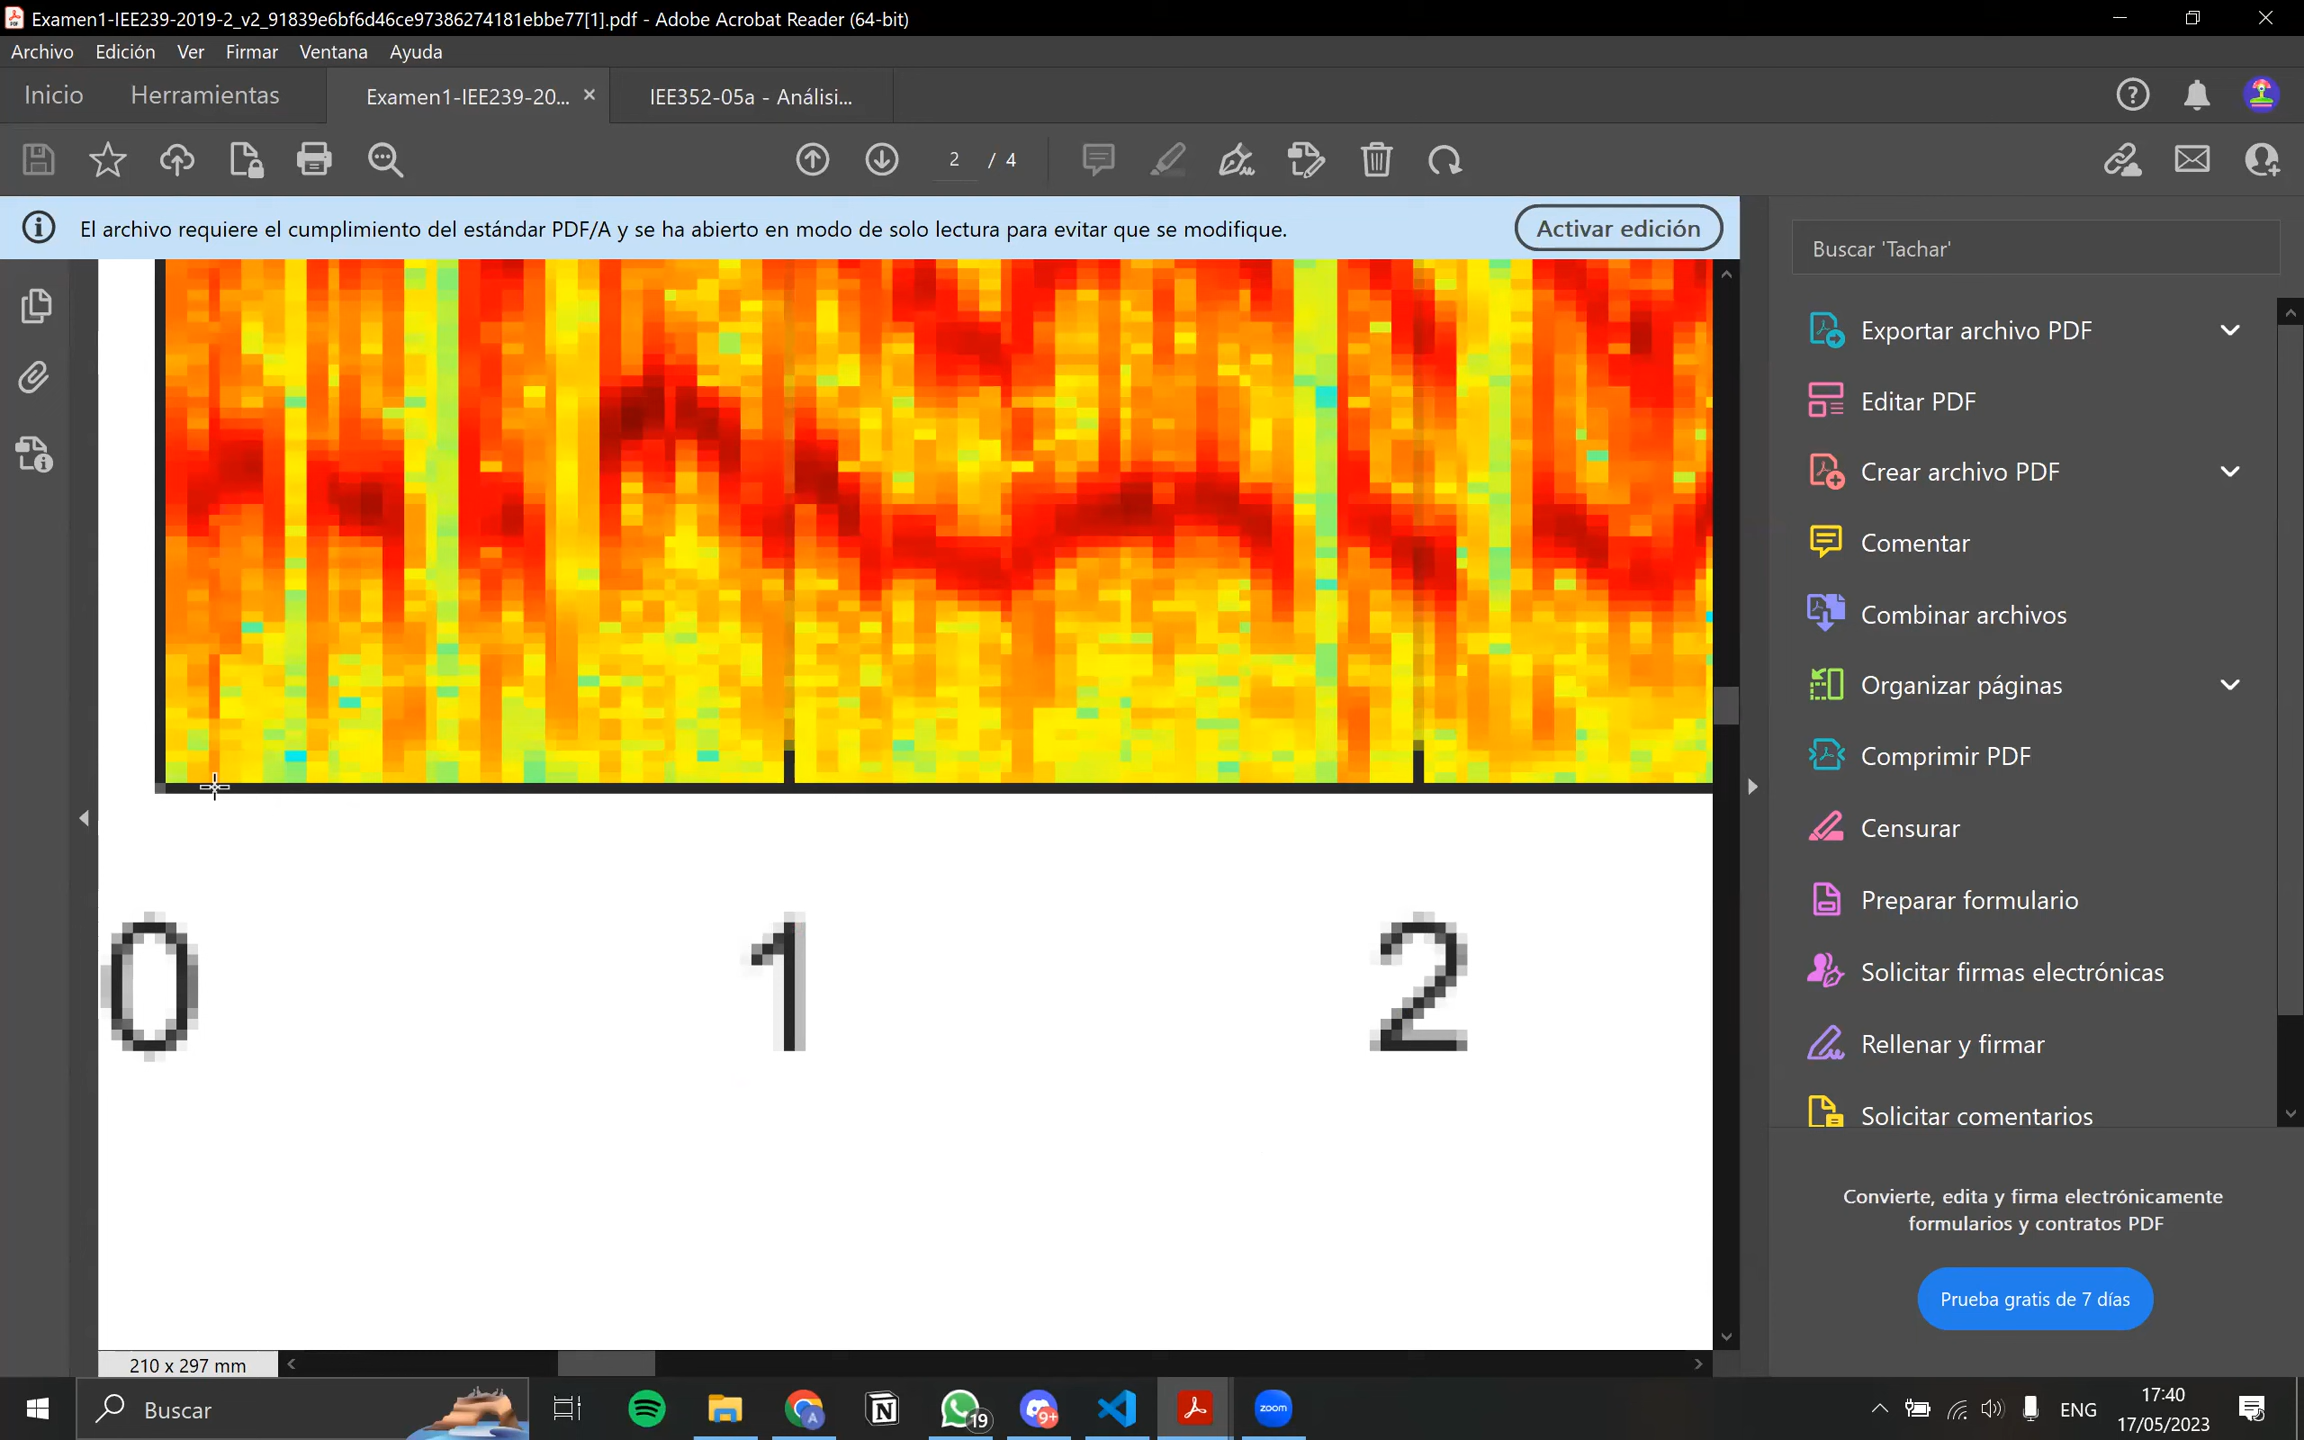 Examen1-IEE239-2019-2_v2_91839e6bf6d46ce97386274181ebbe77[1].pdf - Adobe Acrobat Reader (64-bit)
Archivo Edición Ver Firmar Ventana Ayuda
Inicio Herramientas Examen1-IEE239-20... × IEE352-05a - Análisi...
2 / 4
El archivo requiere el cumplimiento del estándar PDF/A y se ha abierto en modo de solo lectura para evitar que se modifique. Activar edición
Buscar 'Tachar'
Exportar archivo PDF
Editar PDF
Crear archivo PDF
Comentar
Combinar archivos
Organizar páginas
Comprimir PDF
Censurar
Preparar formulario
Solicitar firmas electrónicas
Rellenar y firmar
Solicitar comentarios
Convierte, edita y firma electrónicamente
formularios y contratos PDF
Prueba gratis de 7 días
0 1 2
210 x 297 mm
Buscar
19
9+
zoom
ENG
17:40
17/05/2023